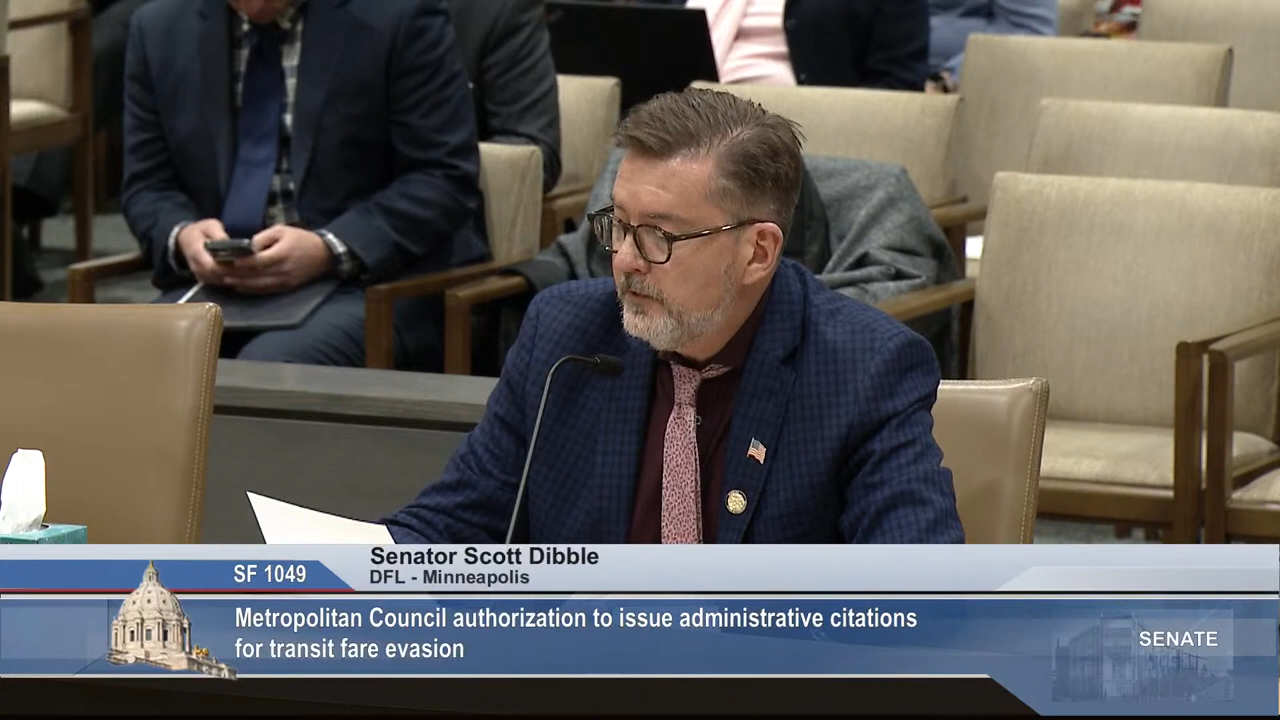 Senator Scott Dibble
SF 1049
DFL - Minneapolis
Metropolitan Council authorization to issue administrative citations
for transit fare evasion
SENATE